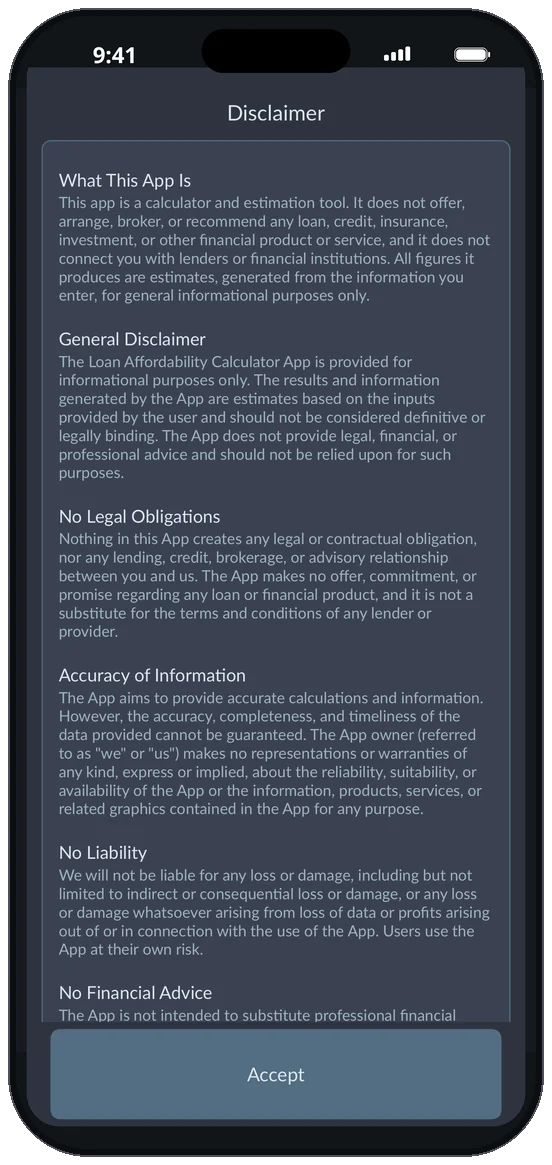 9:41
Disclaimer
What This App Is
This app is a calculator and estimation tool. It does not offer,
arrange, broker, or recommend any loan, credit, insurance,
investment, or other financial product or service, and it does not
connect you with lenders or financial institutions. All figures it
produces are estimates, generated from the information you
enter, for general informational purposes only.
General Disclaimer
The Loan Affordability Calculator App is provided for
informational purposes only. The results and information
generated by the App are estimates based on the inputs
provided by the user and should not be considered definitive or
legally binding. The App does not provide legal, financial, or
professional advice and should not be relied upon for such
purposes.
No Legal Obligations
Nothing in this App creates any legal or contractual obligation,
nor any lending, credit, brokerage, or advisory relationship
between you and us. The App makes no offer, commitment, or
promise regarding any loan or financial product, and it is not a
substitute for the terms and conditions of any lender or
provider.
Accuracy of Information
The App aims to provide accurate calculations and information.
However, the accuracy, completeness, and timeliness of the
data provided cannot be guaranteed. The App owner (referred
to as "we" or "us") makes no representations or warranties of
any kind, express or implied, about the reliability, suitability, or
availability of the App or the information, products, services, or
related graphics contained in the App for any purpose.
No Liability
We will not be liable for any loss or damage, including but not
limited to indirect or consequential loss or damage, or any loss
or damage whatsoever arising from loss of data or profits arising
out of or in connection with the use of the App. Users use the
App at their own risk.
No Financial Advice
The App is not intended to substitute professional financial
Accept